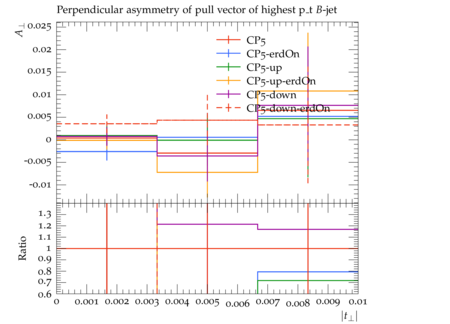 Perpendicular asymmetry of pull vector of highest p_t B-jet
A⊥
0.025
0.02
0.015
0.01
0.005
0
-0.005
-0.01
CP5
CP5-erdOn
CP5-up
CP5-up-erdOn
CP5-down
CP5-down-erdOn
Ratio
1.3
1.2
1.1
1
0.9
0.8
0.7
0.6
0 0.001 0.002 0.003 0.004 0.005 0.006 0.007 0.008 0.009 0.01
|t⊥|